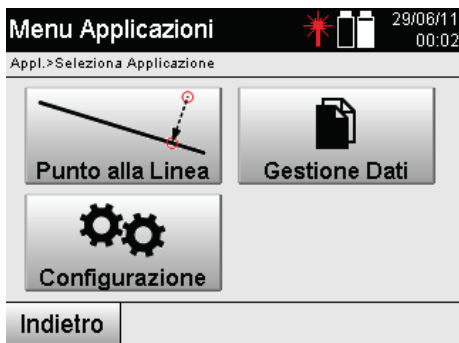 Menu Applicazioni
29/06/11
00:02
Appl.>Seleziona Applicazione
Punto alla Linea
Gestione Dati
Configurazione
Indietro